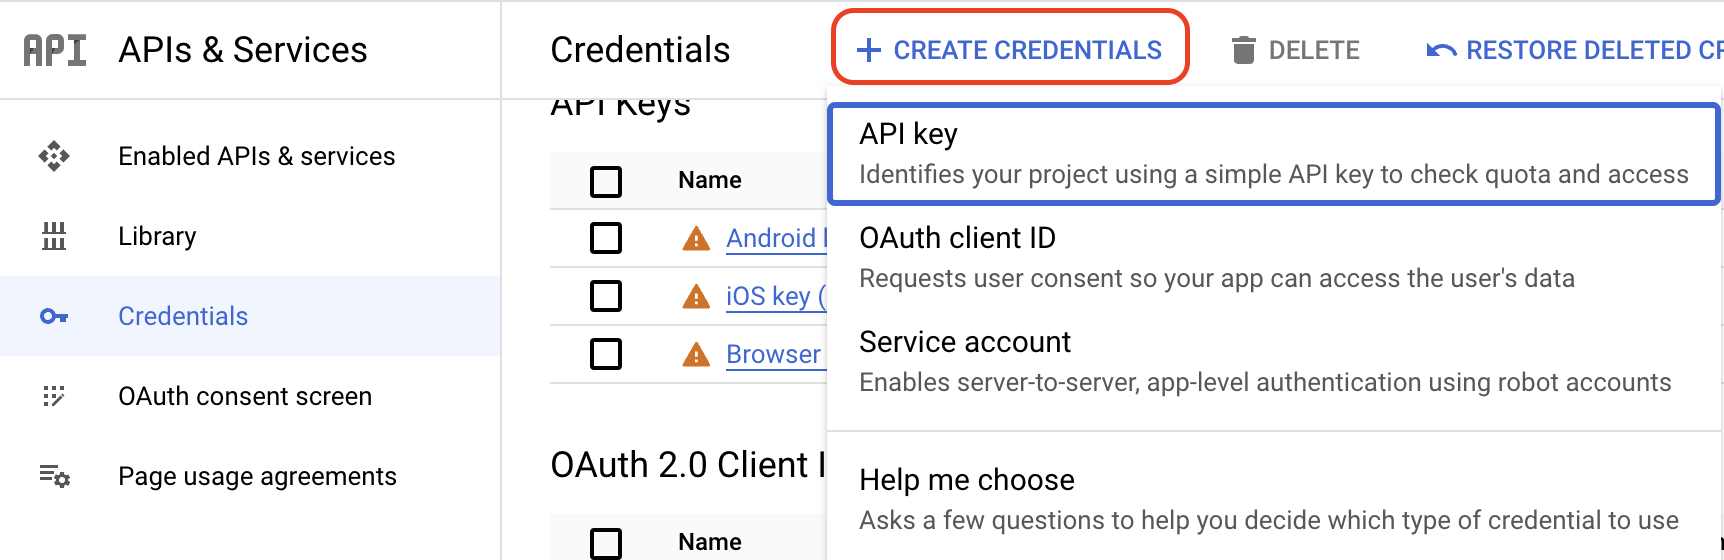 API
APIs & Services
Enabled APIs & services
Library
Credentials
OAuth consent screen
Page usage agreements
Credentials
CREATE CREDENTIALS
DELETE
RESTORE DELETED
API Keys
Name
Android
iOS key (
Browser
OAuth 2.0 Client
Name
API key
Identifies your project using a simple API key to check quota and access
OAuth client ID
Requests user consent so your app can access the user's data
Service account
Enables server-to-server, app-level authentication using robot accounts
Help me choose
Asks a few questions to help you decide which type of credential to use